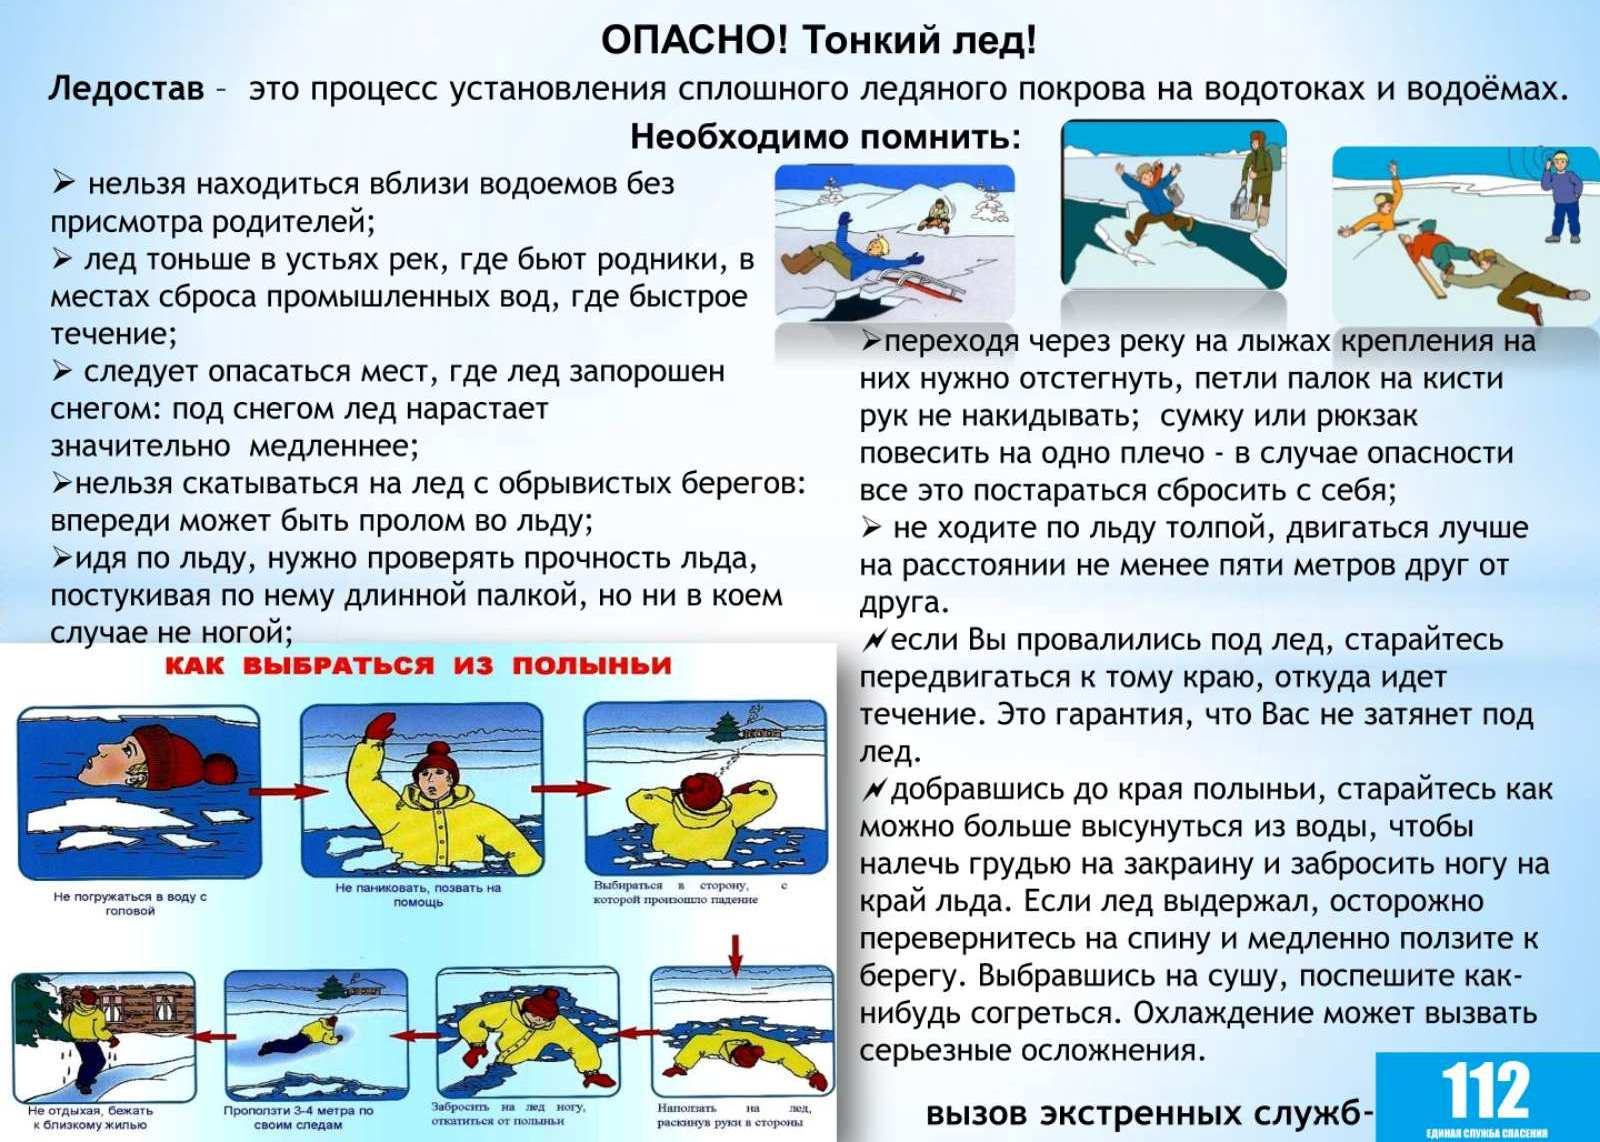 ОПАСНО! Тонкий лед!
Ледостав – это процесс установления сплошного ледяного покрова на водотоках и водоёмах.
Необходимо помнить:
➢ нельзя находиться вблизи водоемов без
присмотра родителей;
➢ лед тоньше в устьях рек, где бьют родники, в
местах сброса промышленных вод, где быстрое
течение;
➢ следует опасаться мест, где лед запорошен
снегом: под снегом лед нарастает
значительно медленнее;
➢нельзя скатываться на лед с обрывистых берегов:
впереди может быть пролом во льду;
➢идя по льду, нужно проверять прочность льда,
постукивая по нему длинной палкой, но ни в коем
случае не ногой;
➢переходя через реку на лыжах крепления на
них нужно отстегнуть, петли палок на кисти
рук не накидывать; сумку или рюкзак
повесить на одно плечо - в случае опасности
все это постараться сбросить с себя;
➢ не ходите по льду толпой, двигаться лучше
на расстоянии не менее пяти метров друг от
друга.
если Вы провалились под лед, старайтесь
передвигаться к тому краю, откуда идет
течение. Это гарантия, что Вас не затянет под
лед.
добравшись до края полыньи, старайтесь как
можно больше высунуться из воды, чтобы
налечь грудью на закраину и забросить ногу на
край льда. Если лед выдержал, осторожно
перевернитесь на спину и медленно ползите к
берегу. Выбравшись на сушу, поспешите как-
нибудь согреться. Охлаждение может вызвать
серьезные осложнения.
КАК ВЫБРАТЬСЯ ИЗ ПОЛЫНЬИ
Не погружаться в воду с
головой
Не паниковать, позвать на
помощь
Выбираться в сторону, с
которой произошло падение
Наползать на лед,
раскинув руки в стороны
Забросить на лед ногу,
откатиться от полыньи
Проползти 3-4 метра по
своим следам
Не отдыхая, бежать
к близкому жилью
вызов экстренных служб-
112
ЕДИНАЯ СЛУЖБА СПАСЕНИЯ